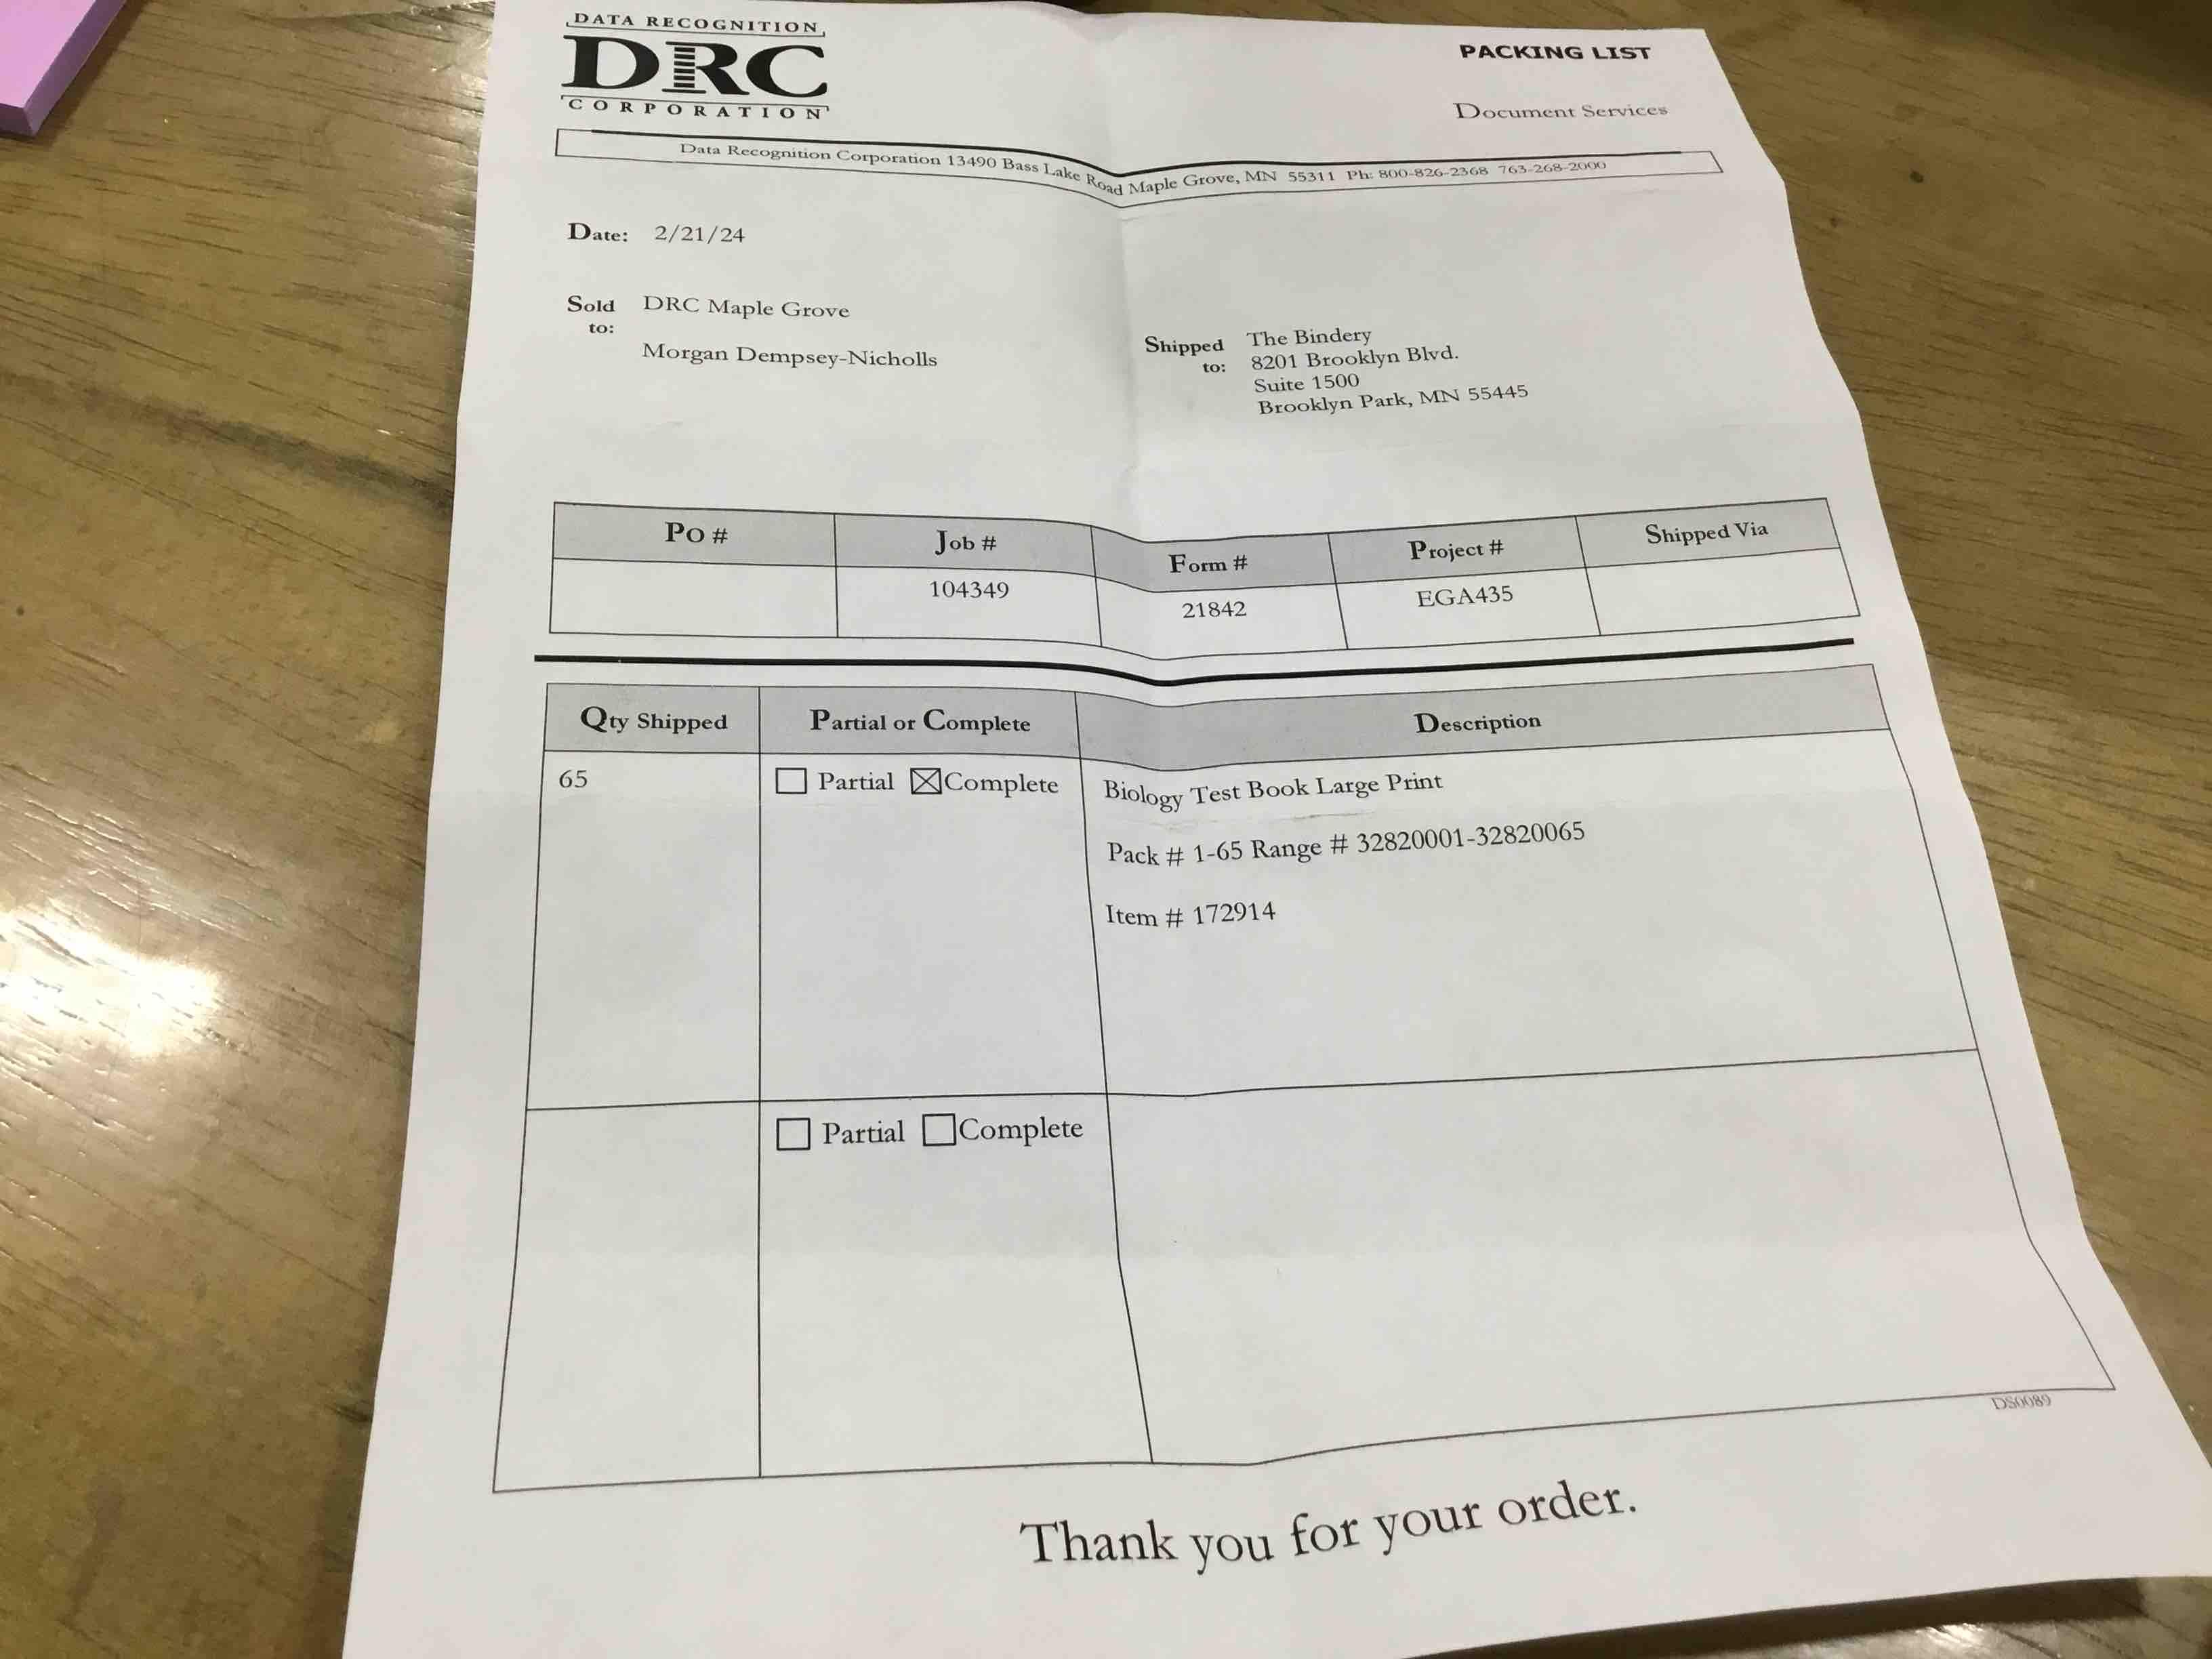 DATA RECOGNITION
DRC
CORPORATION
PACKING LIST
Document Services
Data Recognition Corporation 13490 Bass Lake Road Maple Grove, MN 55311 Ph: 800-826-2368 763-268-2000
Date: 2/21/24
Sold to: DRC Maple Grove
Morgan Dempsey-Nicholls
Shipped to: The Bindery
8201 Brooklyn Blvd.
Suite 1500
Brooklyn Park, MN 55445
Po # Job # Form # Project # Shipped Via
104349 21842 EGA435
Qty Shipped Partial or Complete Description
65 Partial Complete Biology Test Book Large Print
Pack # 1-65 Range # 32820001-32820065
Item # 172914
Partial Complete
DS0089
Thank you for your order.